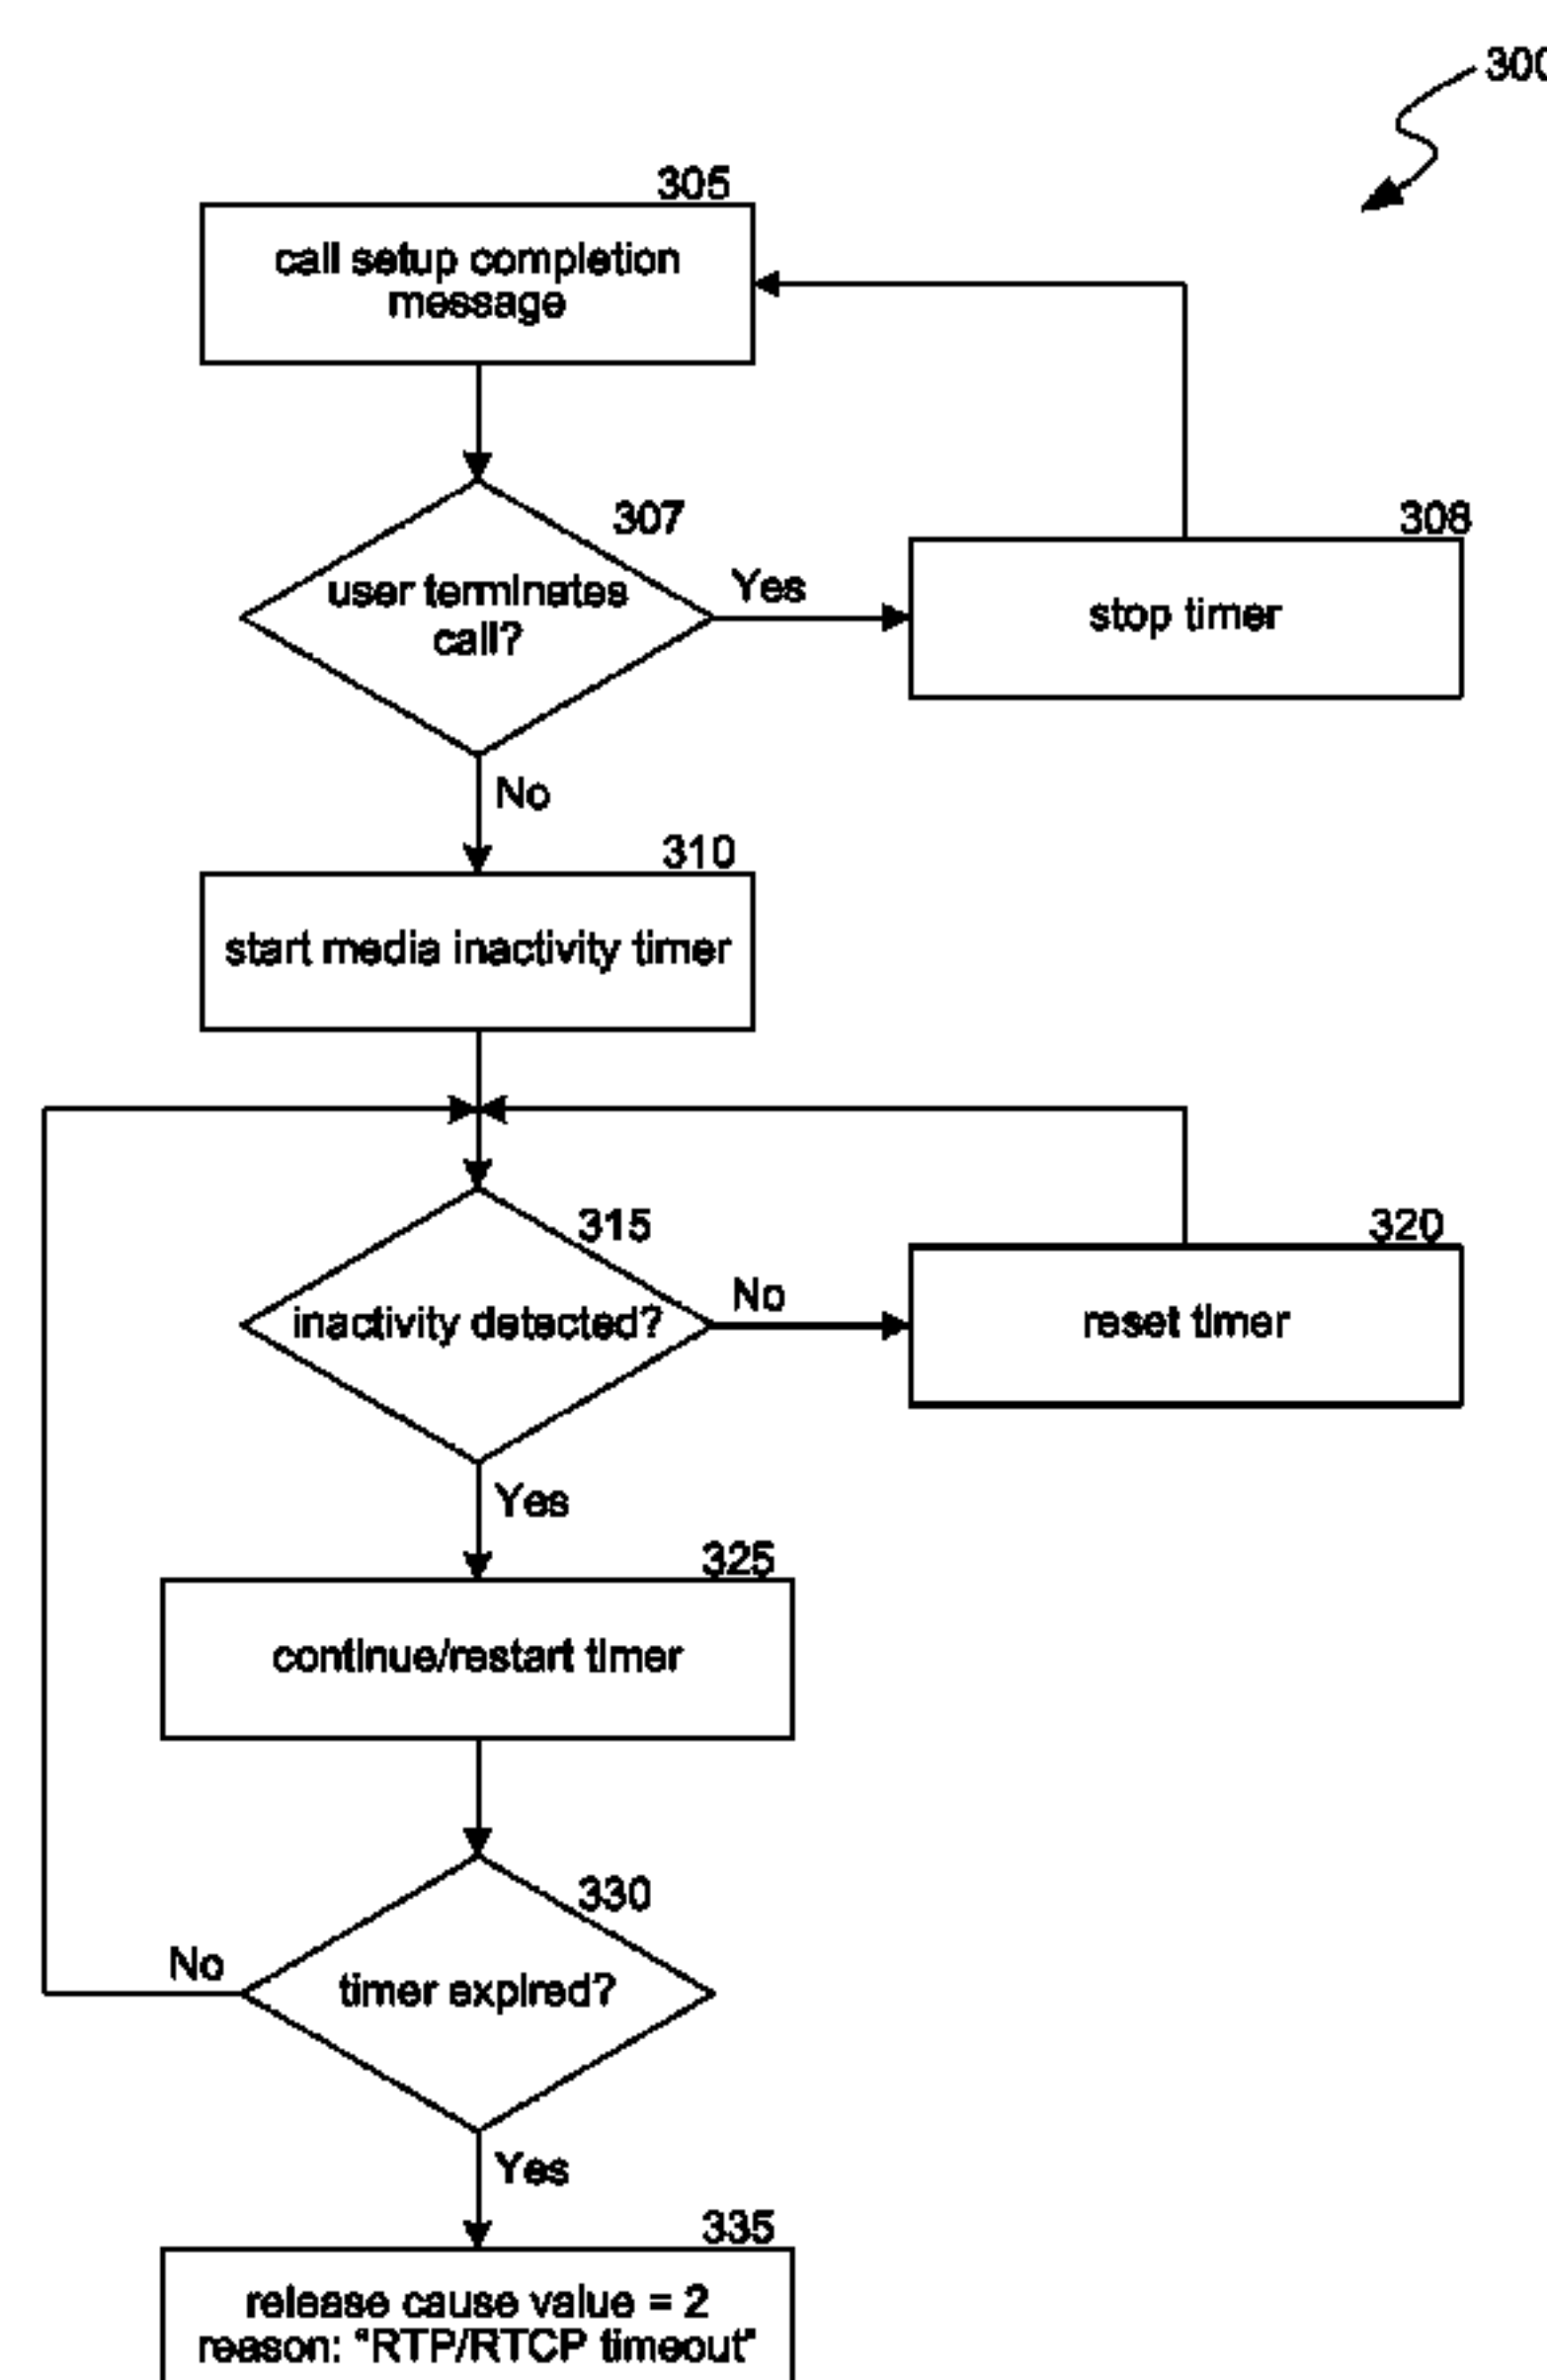 300
305
call setup completion
message
307
user terminates
call?
Yes
308
stop timer
No
310
start media inactivity timer
315
inactivity detected?
No
320
reset timer
Yes
325
continue/restart timer
330
timer expired?
No
Yes
335
release cause value = 2
reason: “RTP/RTCP timeout”